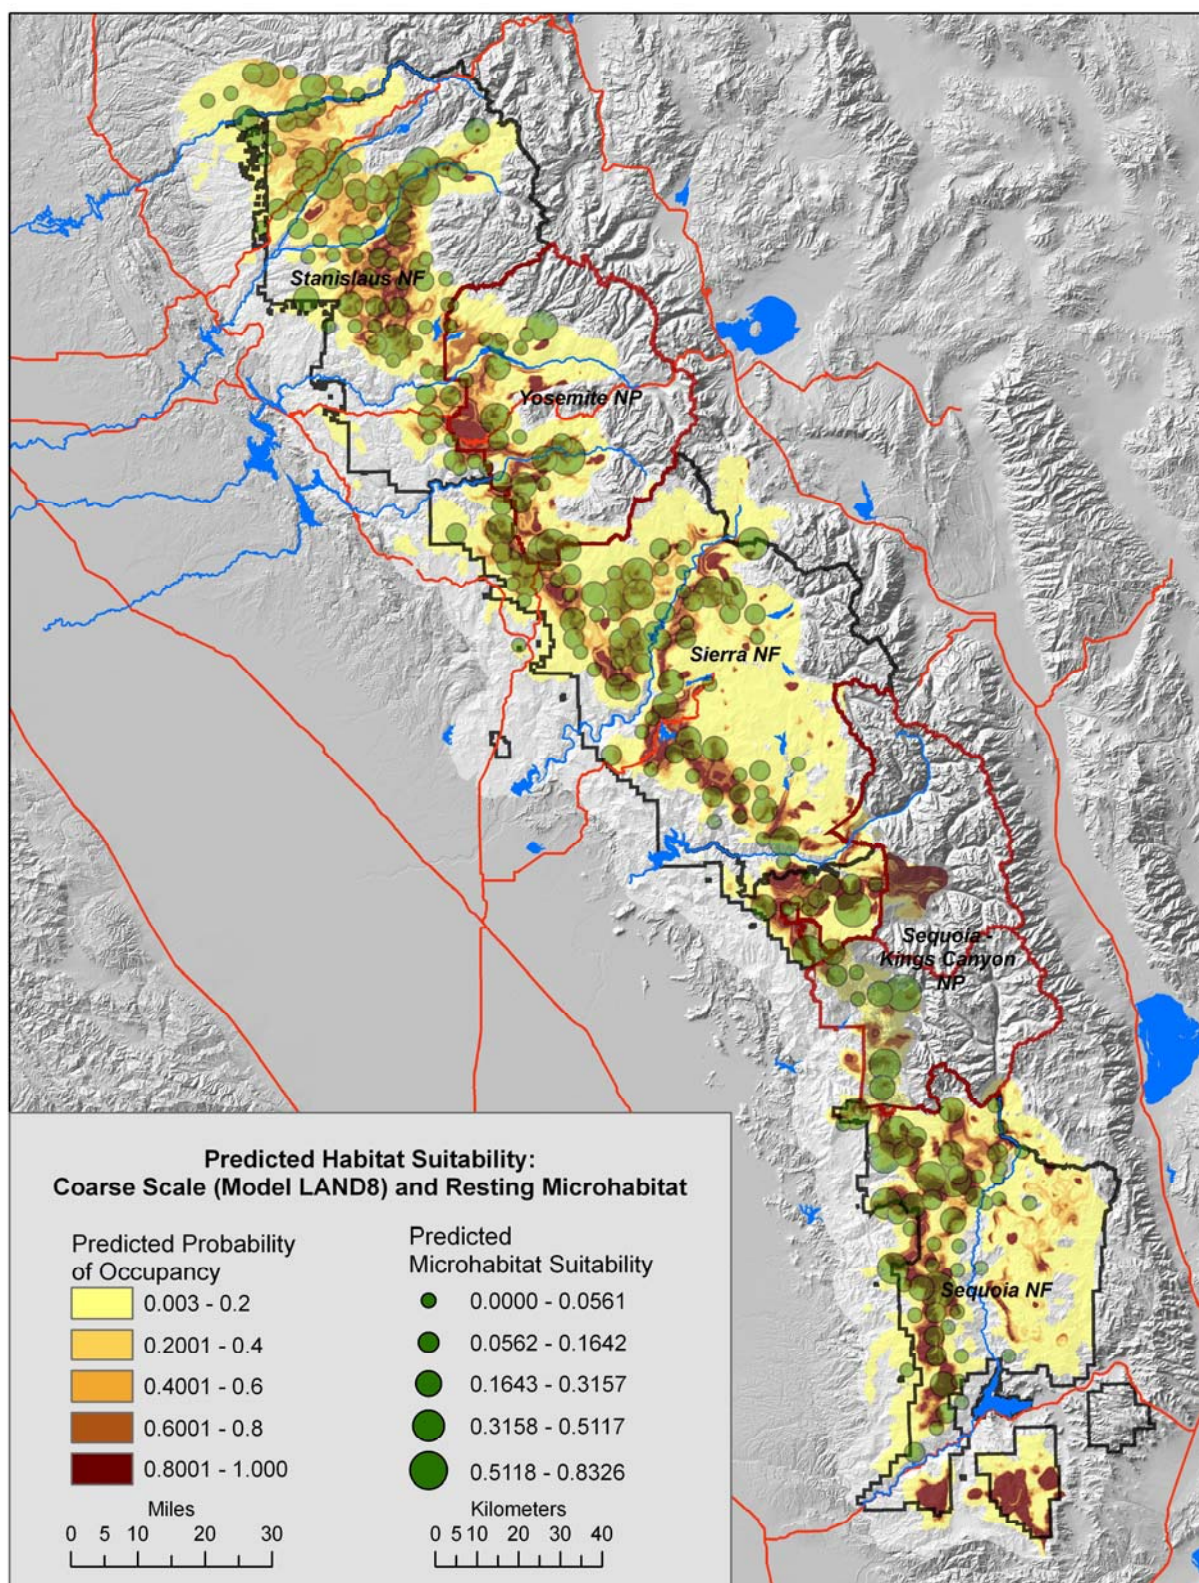 Stanislaus NF
Yosemite NP
Sierra NF
Sequoia -
Kings Canyon
NP
Sequoia NF
Predicted Habitat Suitability:
Coarse Scale (Model LAND8) and Resting Microhabitat
Predicted Probability
of Occupancy
0.003 - 0.2
0.2001 - 0.4
0.4001 - 0.6
0.6001 - 0.8
0.8001 - 1.000
Predicted
Microhabitat Suitability
0.0000 - 0.0561
0.0562 - 0.1642
0.1643 - 0.3157
0.3158 - 0.5117
0.5118 - 0.8326
Miles
0 5 10 20 30
Kilometers
0 5 10 20 30 40